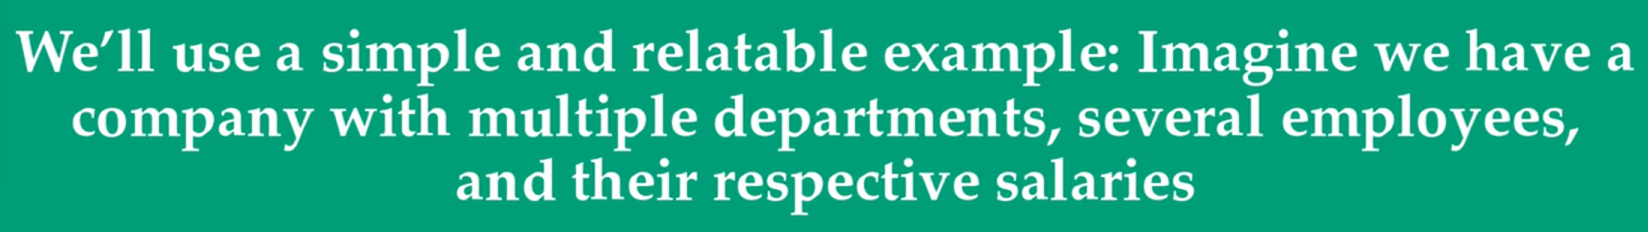 We’ll use a simple and relatable example: Imagine we have a
company with multiple departments, several employees,
and their respective salaries